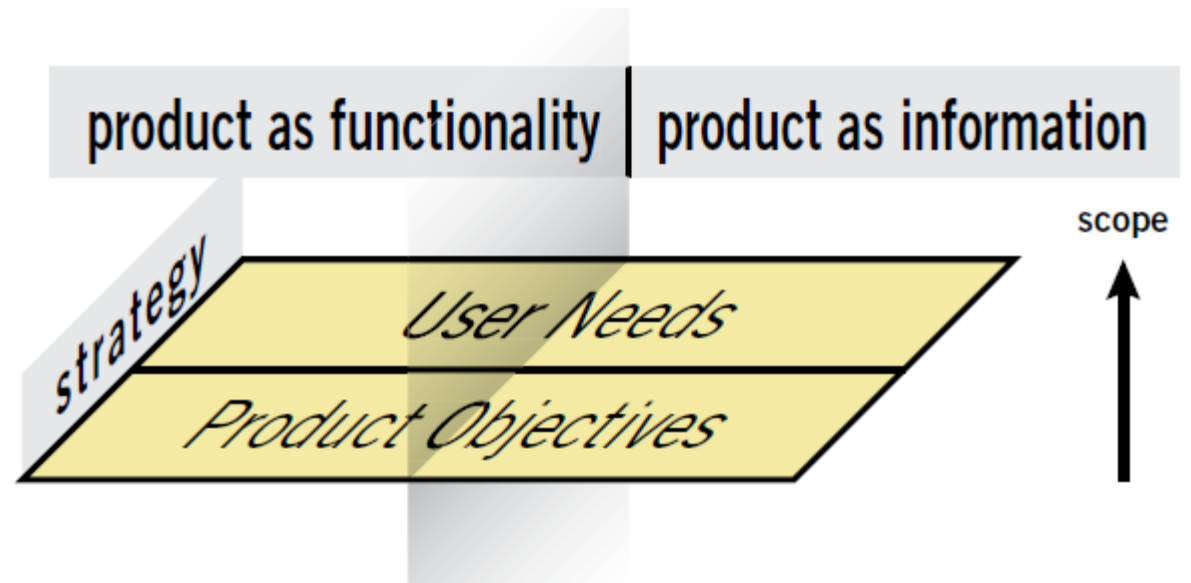 product as functionality
product as information
scope
strategy
User Needs
Product Objectives